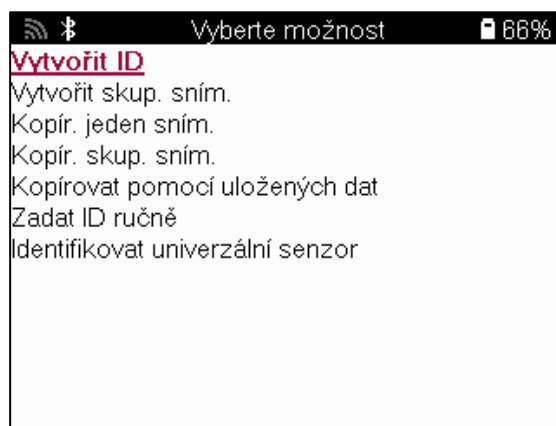 Vyberte možnost 66%
Vytvořit ID
Vytvořit skup. sním.
Kopír. jeden sním.
Kopír. skup. sním.
Kopírovat pomocí uložených dat
Zadat ID ručně
Identifikovat univerzální senzor